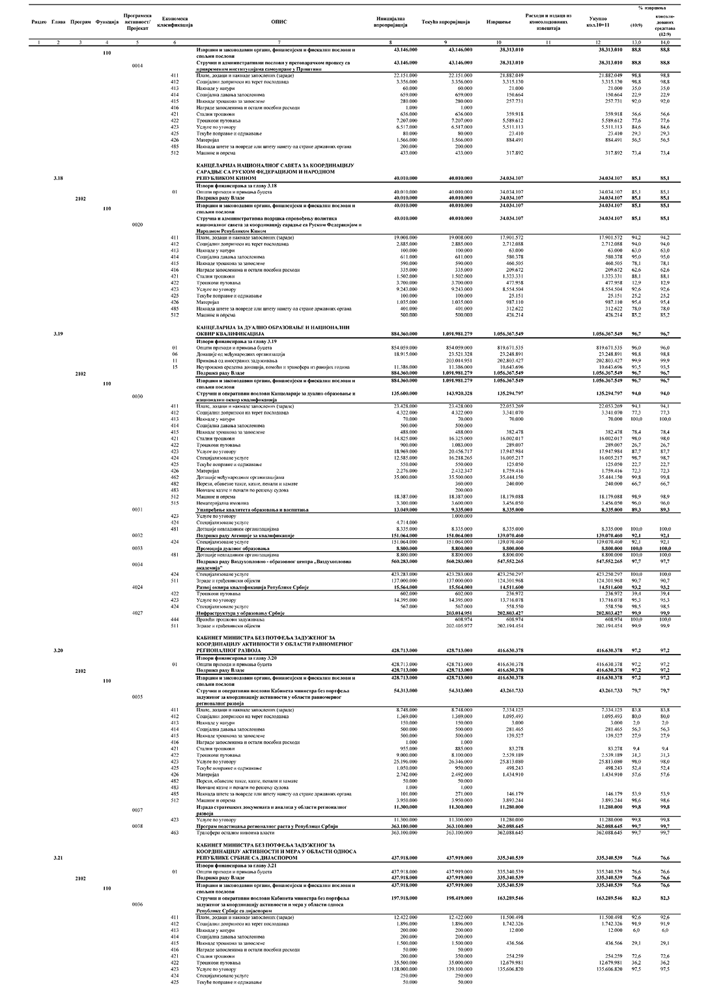 % извршења
Раздео Глава Програм Функција Програмска активност/ Пројекат Економска класификација ОПИС Иницијална апропријација Текућа апропријација Извршење Расходи и издаци из консолидованих извештаја Укупно кол.10+11 (10:9) консоли-дованих средстава (12:9)
1 2 3 4 5 6 7 8 9 10 11 12 13,0 14,0
110 Извршни и законодавни органи, финансијски и фискални послови и спољни послови 43.146.000 43.146.000 38.313.010 38.313.010 88,8 88,8
0014 Стручни и административни послови у преговарачком процесу са привременим институцијама самоуправе у Приштини 43.146.000 43.146.000 38.313.010 38.313.010 88,8 88,8
411 Плате, додаци и накнаде запослених (зараде) 22.151.000 22.151.000 21.882.049 21.882.049 98,8 98,8
412 Социјални доприноси на терет послодавца 3.356.000 3.356.000 3.315.130 3.315.130 98,8 98,8
413 Накнаде у натури 60.000 60.000 21.000 21.000 35,0 35,0
414 Социјална давања запосленима 659.000 659.000 150.664 150.664 22,9 22,9
415 Накнаде трошкова за запослене 280.000 280.000 257.731 257.731 92,0 92,0
416 Награде запосленима и остали посебни расходи 1.000 1.000
421 Стални трошкови 636.000 636.000 359.918 359.918 56,6 56,6
422 Трошкови путовања 7.207.000 7.207.000 5.589.612 5.589.612 77,6 77,6
423 Услуге по уговору 6.517.000 6.517.000 5.511.113 5.511.113 84,6 84,6
425 Текуће поправке и одржавање 80.000 80.000 23.410 23.410 29,3 29,3
426 Материјал 1.566.000 1.566.000 884.491 884.491 56,5 56,5
485 Накнада штете за повреде или штету нанету од стране државних органа 200.000 200.000
512 Машине и опрема 433.000 433.000 317.892 317.892 73,4 73,4
КАНЦЕЛАРИЈА НАЦИОНАЛНОГ САВЕТА ЗА КООРДИНАЦИЈУ
САРАДЊЕ СА РУСКОМ ФЕДЕРАЦИЈОМ И НАРОДНОМ
3.18 РЕПУБЛИКОМ КИНОМ 40.010.000 40.010.000 34.034.107 34.034.107 85,1 85,1
Извори финансирања за главу 3.18
01 Општи приходи и примања буџета 40.010.000 40.010.000 34.034.107 34.034.107 85,1 85,1
2102 Подршка раду Владе 40.010.000 40.010.000 34.034.107 34.034.107 85,1 85,1
110 Извршни и законодавни органи, финансијски и фискални послови и спољни послови 40.010.000 40.010.000 34.034.107 34.034.107 85,1 85,1
0020 Стручна и административна подршка спровођењу политика националног савета за координацију сарадње са Руском Федерацијом и Народном Републиком Кином 40.010.000 40.010.000 34.034.107 34.034.107 85,1 85,1
411 Плате, додаци и накнаде запослених (зараде) 19.008.000 19.008.000 17.901.572 17.901.572 94,2 94,2
412 Социјални доприноси на терет послодавца 2.885.000 2.885.000 2.712.088 2.712.088 94,0 94,0
413 Накнаде у натури 100.000 100.000 63.000 63.000 63,0 63,0
414 Социјална давања запосленима 611.000 611.000 580.378 580.378 95,0 95,0
415 Накнаде трошкова за запослене 590.000 590.000 460.505 460.505 78,1 78,1
416 Награде запосленима и остали посебни расходи 335.000 335.000 209.672 209.672 62,6 62,6
421 Стални трошкови 1.502.000 1.502.000 1.323.331 1.323.331 88,1 88,1
422 Трошкови путовања 3.700.000 3.700.000 477.958 477.958 12,9 12,9
423 Услуге по уговору 9.243.000 9.243.000 8.554.504 8.554.504 92,6 92,6
425 Текуће поправке и одржавање 100.000 100.000 25.151 25.151 25,2 25,2
426 Материјал 1.035.000 1.035.000 987.110 987.110 95,4 95,4
485 Накнада штете за повреде или штету нанету од стране државних органа 401.000 401.000 312.622 312.622 78,0 78,0
512 Машине и опрема 500.000 500.000 426.214 426.214 85,2 85,2
КАНЦЕЛАРИЈА ЗА ДУАЛНО ОБРАЗОВАЊЕ И НАЦИОНАЛНИ
3.19 ОКВИР КВАЛИФИКАЦИЈА 884.360.000 1.091.981.279 1.056.367.549 1.056.367.549 96,7 96,7
Извори финансирања за главу 3.19
01 Општи приходи и примања буџета 854.059.000 854.059.000 819.671.535 819.671.535 96,0 96,0
06 Донације од међународних организација 18.915.000 23.521.328 23.248.891 23.248.891 98,8 98,8
11 Примања од иностраних задуживања 203.014.951 202.803.427 202.803.427 99,9 99,9
15 Неутрошена средства донација, помоћи и трансфера из ранијих година 11.386.000 11.386.000 10.643.696 10.643.696 93,5 93,5
2102 Подршка раду Владе 884.360.000 1.091.981.279 1.056.367.549 1.056.367.549 96,7 96,7
110 Извршни и законодавни органи, финансијски и фискални послови и спољни послови 884.360.000 1.091.981.279 1.056.367.549 1.056.367.549 96,7 96,7
0030 Стручни и оперативни послови Канцеларије за дуално образовање и национални оквир квалификација 135.600.000 143.920.328 135.294.797 135.294.797 94,0 94,0
411 Плате, додаци и накнаде запослених (зараде) 23.428.000 23.428.000 22.053.269 22.053.269 94,1 94,1
412 Социјални доприноси на терет послодавца 4.322.000 4.322.000 3.341.070 3.341.070 77,3 77,3
413 Накнаде у натури 70.000 70.000 70.000 70.000 100,0 100,0
414 Социјална давања запосленима 500.000 500.000
415 Накнаде трошкова за запослене 488.000 488.000 382.478 382.478 78,4 78,4
421 Стални трошкови 14.825.000 16.325.000 16.002.017 16.002.017 98,0 98,0
422 Трошкови путовања 900.000 1.083.000 289.007 289.007 26,7 26,7
423 Услуге по уговору 18.969.000 20.456.717 17.947.984 17.947.984 87,7 87,7
424 Специјализоване услуге 12.585.000 16.218.265 16.005.217 16.005.217 98,7 98,7
425 Текуће поправке и одржавање 550.000 550.000 125.050 125.050 22,7 22,7
426 Материјал 2.276.000 2.432.347 1.759.416 1.759.416 72,3 72,3
462 Дотације међународним организацијама 35.000.000 35.500.000 35.444.150 35.444.150 99,8 99,8
482 Порези, обавезне таксе, казне, пенали и камате 360.000 240.000 240.000 66,7 66,7
483 Новчане казне и пенали по решењу судова 200.000
512 Машине и опрема 18.387.000 18.387.000 18.179.088 18.179.088 98,9 98,9
515 Нематеријална имовина 3.300.000 3.600.000 3.456.050 3.456.050 96,0 96,0
0031 Унапређење квалитета образовања и васпитања 13.049.000 9.335.000 8.335.000 8.335.000 89,3 89,3
423 Услуге по уговору 1.000.000
424 Специјализоване услуге 4.714.000
481 Дотације невладиним организацијама 8.335.000 8.335.000 8.335.000 8.335.000 100,0 100,0
0032 Подршка раду Агенције за квалификације 151.064.000 151.064.000 139.070.460 139.070.460 92,1 92,1
424 Специјализоване услуге 151.064.000 151.064.000 139.070.460 139.070.460 92,1 92,1
0033 Промоција дуалног образовања 8.800.000 8.800.000 8.800.000 8.800.000 100,0 100,0
481 Дотације невладиним организацијама 8.800.000 8.800.000 8.800.000 8.800.000 100,0 100,0
0034 Подршка раду Ваздухопловно - образовног центра „Ваздухопловна академија" 560.283.000 560.283.000 547.552.265 547.552.265 97,7 97,7
424 Специјализоване услуге 423.283.000 423.283.000 423.250.297 423.250.297 100,0 100,0
511 Зграде и грађевински објекти 137.000.000 137.000.000 124.301.968 124.301.968 90,7 90,7
4024 Развој оквира квалификација Републике Србије 15.564.000 15.564.000 14.511.600 14.511.600 93,2 93,2
422 Трошкови путовања 602.000 602.000 236.972 236.972 39,4 39,4
423 Услуге по уговору 14.395.000 14.395.000 13.716.078 13.716.078 95,3 95,3
424 Специјализоване услуге 567.000 567.000 558.550 558.550 98,5 98,5
4027 Инфраструктура у образовању Србије 203.014.951 202.803.427 202.803.427 99,9 99,9
444 Пратећи трошкови задуживања 608.974 608.974 608.974 100,0 100,0
511 Зграде и грађевински објекти 202.405.977 202.194.454 202.194.454 99,9 99,9
КАБИНЕТ МИНИСТРА БЕЗ ПОТФЕЉА ЗАДУЖЕНОГ ЗА
КООРДИНАЦИЈУ АКТИВНОСТИ У ОБЛАСТИ РАВНОМЕРНОГ
3.20 РЕГИОНАЛНОГ РАЗВОЈА 428.713.000 428.713.000 416.630.378 416.630.378 97,2 97,2
Извори финансирања за главу 3.20
01 Општи приходи и примања буџета 428.713.000 428.713.000 416.630.378 416.630.378 97,2 97,2
2102 Подршка раду Владе 428.713.000 428.713.000 416.630.378 416.630.378 97,2 97,2
110 Извршни и законодавни органи, финансијски и фискални послови и спољни послови 428.713.000 428.713.000 416.630.378 416.630.378 97,2 97,2
0035 Стручни и оперативни послови Кабинета министра без портфеља задуженог за координацију активности у области равномерног регионалног развоја 54.313.000 54.313.000 43.261.733 43.261.733 79,7 79,7
411 Плате, додаци и накнаде запослених (зараде) 8.748.000 8.748.000 7.334.125 7.334.125 83,8 83,8
412 Социјални доприноси на терет послодавца 1.369.000 1.369.000 1.095.493 1.095.493 80,0 80,0
413 Накнаде у натури 150.000 150.000 3.000 3.000 2,0 2,0
414 Социјална давања запосленима 500.000 500.000 281.465 281.465 56,3 56,3
415 Накнаде трошкова за запослене 500.000 500.000 139.527 139.527 27,9 27,9
416 Награде запосленима и остали посебни расходи 1.000 1.000
421 Стални трошкови 955.000 885.000 83.278 83.278 9,4 9,4
422 Трошкови путовања 9.000.000 8.100.000 2.539.189 2.539.189 31,3 31,3
423 Услуге по уговору 25.196.000 26.346.000 25.813.080 25.813.080 98,0 98,0
425 Текуће поправке и одржавање 1.050.000 950.000 498.243 498.243 52,4 52,4
426 Материјал 2.742.000 2.492.000 1.434.910 1.434.910 57,6 57,6
482 Порези, обавезне таксе, казне, пенали и камате 50.000 50.000
483 Новчане казне и пенали по решењу судова 1.000 1.000
485 Накнада штете за повреде или штету нанету од стране државних органа 101.000 271.000 146.179 146.179 53,9 53,9
512 Машине и опрема 3.950.000 3.950.000 3.893.244 3.893.244 98,6 98,6
0037 Израда стратешких докумената и анализа у области регионалног развоја 11.300.000 11.300.000 11.280.000 11.280.000 99,8 99,8
423 Услуге по уговору 11.300.000 11.300.000 11.280.000 11.280.000 99,8 99,8
0038 Програм подстицања регионалног раста у Републици Србији 363.100.000 363.100.000 362.088.645 362.088.645 99,7 99,7
463 Трансфери осталим нивоима власти 363.100.000 363.100.000 362.088.645 362.088.645 99,7 99,7
КАБИНЕТ МИНИСТРА БЕЗ ПОТФЕЉА ЗАДУЖЕНОГ ЗА
КООРДИНАЦИЈУ АКТИВНОСТИ И МЕРА У ОБЛАСТИ ОДНОСА
3.21 РЕПУБЛИКЕ СРБИЈЕ СА ДИЈАСПОРОМ 437.918.000 437.919.000 335.340.539 335.340.539 76,6 76,6
Извори финансирања за главу 3.21
01 Општи приходи и примања буџета 437.918.000 437.919.000 335.340.539 335.340.539 76,6 76,6
2102 Подршка раду Владе 437.918.000 437.919.000 335.340.539 335.340.539 76,6 76,6
110 Извршни и законодавни органи, финансијски и фискални послови и спољни послови 437.918.000 437.919.000 335.340.539 335.340.539 76,6 76,6
0036 Стручни и оперативни послови Кабинета министра без портфеља задуженог за координацију активности и мера у области односа Републике Србије са дијаспором 197.918.000 198.419.000 163.289.546 163.289.546 82,3 82,3
411 Плате, додаци и накнаде запослених (зараде) 12.422.000 12.422.000 11.500.498 11.500.498 92,6 92,6
412 Социјални доприноси на терет послодавца 1.896.000 1.896.000 1.742.326 1.742.326 91,9 91,9
413 Накнаде у натури 200.000 200.000 12.000 12.000 6,0 6,0
414 Социјална давања запосленима 200.000 200.000
415 Накнаде трошкова за запослене 1.500.000 1.500.000 436.566 436.566 29,1 29,1
416 Награде запосленима и остали посебни расходи 50.000 50.000
421 Стални трошкови 200.000 350.000 254.259 254.259 72,6 72,6
422 Трошкови путовања 35.500.000 35.000.000 12.679.981 12.679.981 36,2 36,2
423 Услуге по уговору 138.000.000 139.100.000 135.606.820 135.606.820 97,5 97,5
424 Специјализоване услуге 250.000 250.000
425 Текуће поправке и одржавање 50.000 50.000